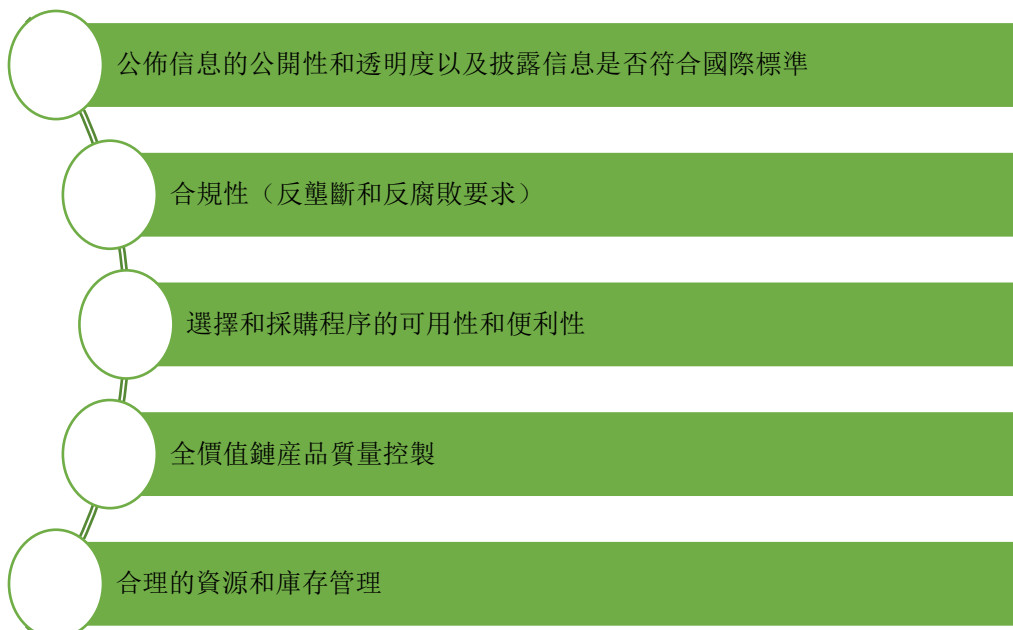 公佈信息的公開性和透明度以及披露信息是否符合國際標準
合規性（反壟斷和反腐敗要求）
選擇和採購程序的可用性和便利性
全價值鏈産品質量控製
合理的資源和庫存管理